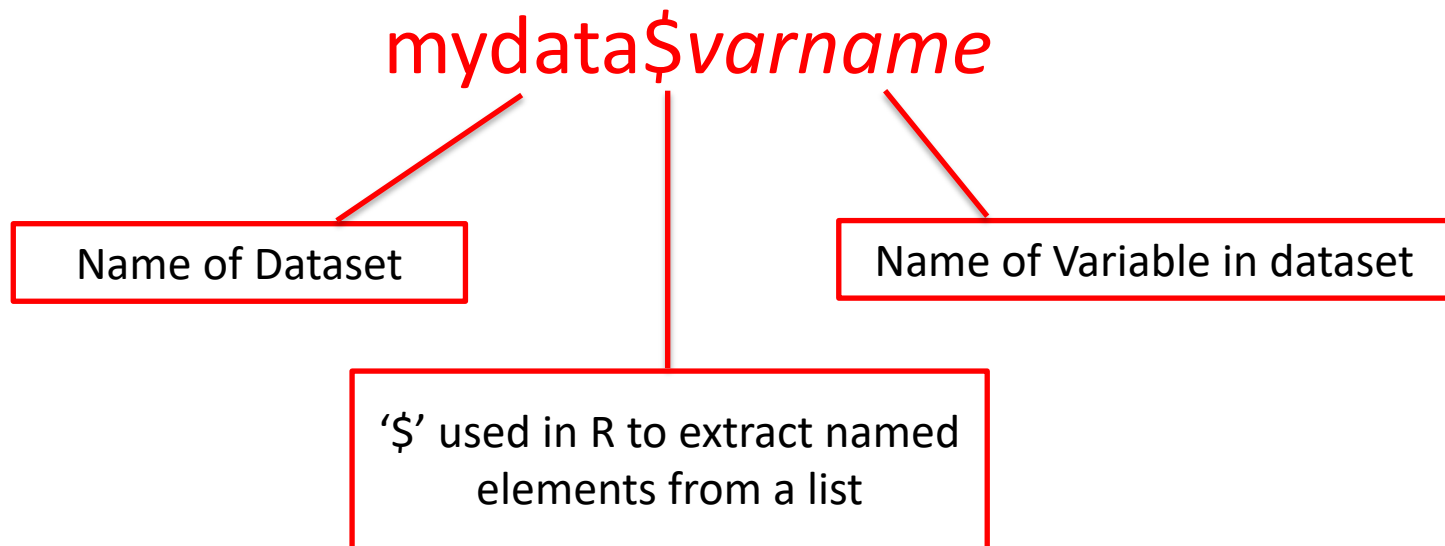 mydata$varname
Name of Dataset
Name of Variable in dataset
‘$’ used in R to extract named
elements from a list